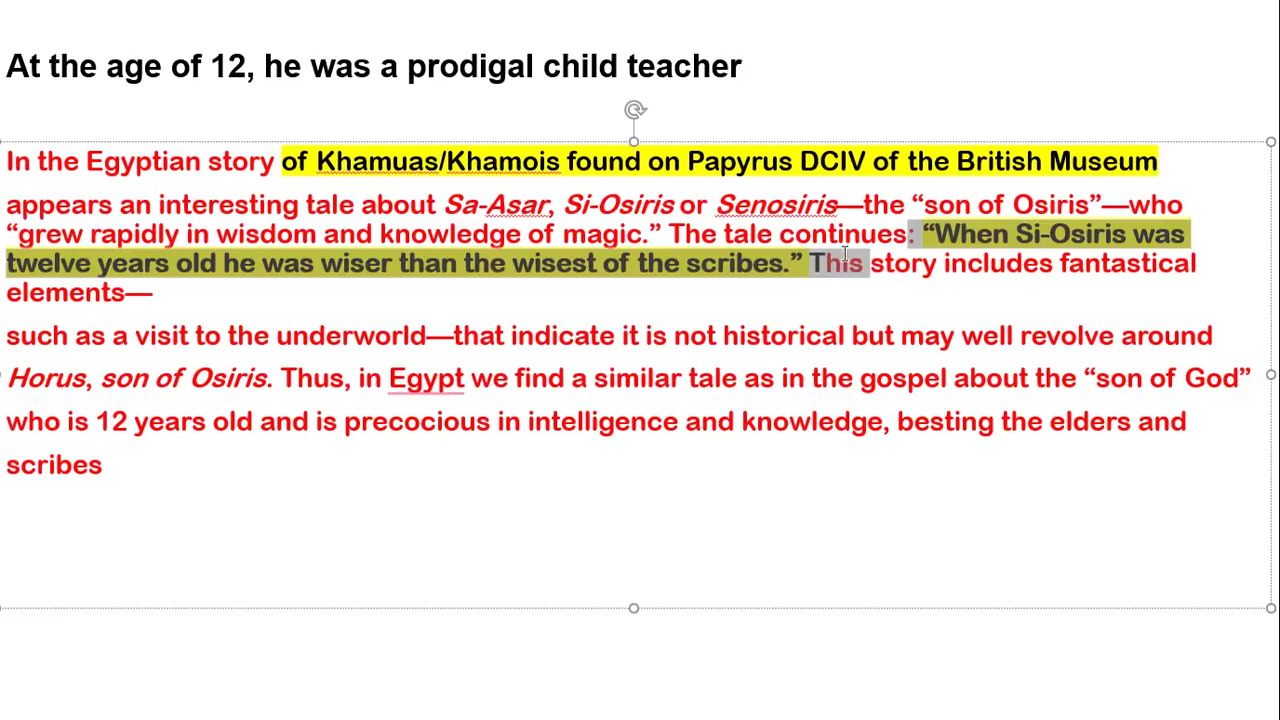 At the age of 12, he was a prodigal child teacher
In the Egyptian story of Khamuas/Khamois found on Papyrus DCIV of the British Museum
appears an interesting tale about Sa-Asar, Si-Osiris or Senosiris—the “son of Osiris”—who
“grew rapidly in wisdom and knowledge of magic.” The tale continues: “When Si-Osiris was
twelve years old he was wiser than the wisest of the scribes.” This story includes fantastical
elements—
such as a visit to the underworld—that indicate it is not historical but may well revolve around
Horus, son of Osiris. Thus, in Egypt we find a similar tale as in the gospel about the “son of God”
who is 12 years old and is precocious in intelligence and knowledge, besting the elders and
scribes